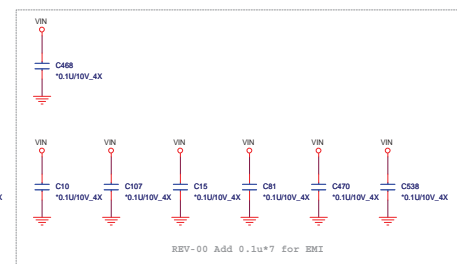 VIN
C468
*0.1U/10V_4X
VIN VIN VIN VIN VIN VIN
C10 C107 C15 C81 C470 C538
*0.1U/10V_4X *0.1U/10V_4X *0.1U/10V_4X *0.1U/10V_4X *0.1U/10V_4X *0.1U/10V_4X
REV-00 Add 0.1u*7 for EMI